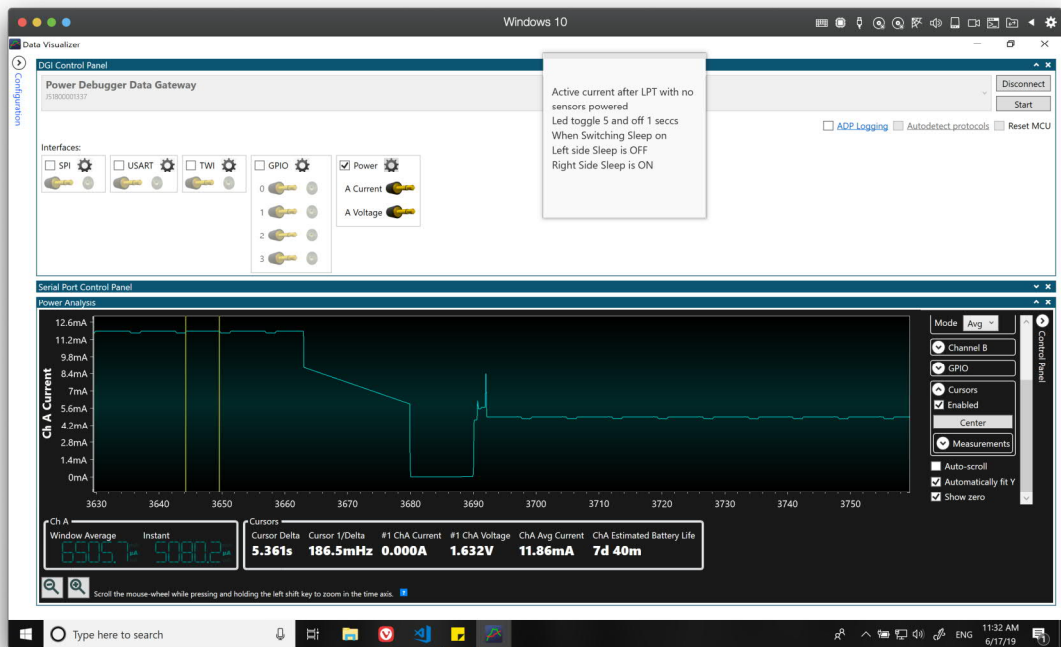 Windows 10
Data Visualizer
Configuration
DGI Control Panel
Power Debugger Data Gateway
J51800001337
Disconnect
Start
ADP Logging Autodetect protocols Reset MCU
Active current after LPT with no
sensors powered
Led toggle 5 and off 1 seccs
When Switching Sleep on
Left side Sleep is OFF
Right Side Sleep is ON
Interfaces:
SPI USART TWI GPIO Power
0
1
2
3
A Current
A Voltage
Serial Port Control Panel
Power Analysis
Ch A Current
12.6mA
11.2mA
9.8mA
8.4mA
7mA
5.6mA
4.2mA
2.8mA
1.4mA
0mA
3630 3640 3650 3660 3670 3680 3690 3700 3710 3720 3730 3740 3750
Mode Avg
Channel B
GPIO
Cursors
Enabled
Center
Measurements
Auto-scroll
Automatically fit Y
Show zero
Control Panel
Ch A
Window Average Instant
6505.7 µA 5080.2 µA
Cursors
Cursor Delta Cursor 1/Delta #1 ChA Current #1 ChA Voltage ChA Avg Current ChA Estimated Battery Life
5.361s 186.5mHz 0.000A 1.632V 11.86mA 7d 40m
Scroll the mouse-wheel while pressing and holding the left shift key to zoom in the time axis.
Type here to search
ENG
11:32 AM
6/17/19
1